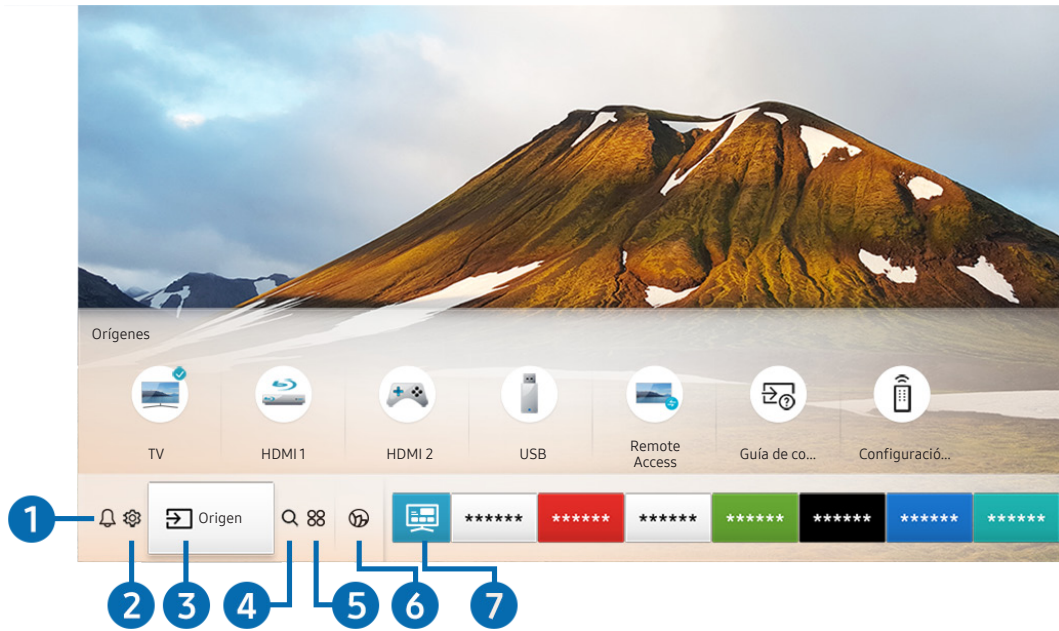 Orígenes
TV
HDMI 1
HDMI 2
USB
Remote
Access
Guía de co...
Configuració...
1
Origen
******
******
******
******
******
******
******
2
3
4
5
6
7